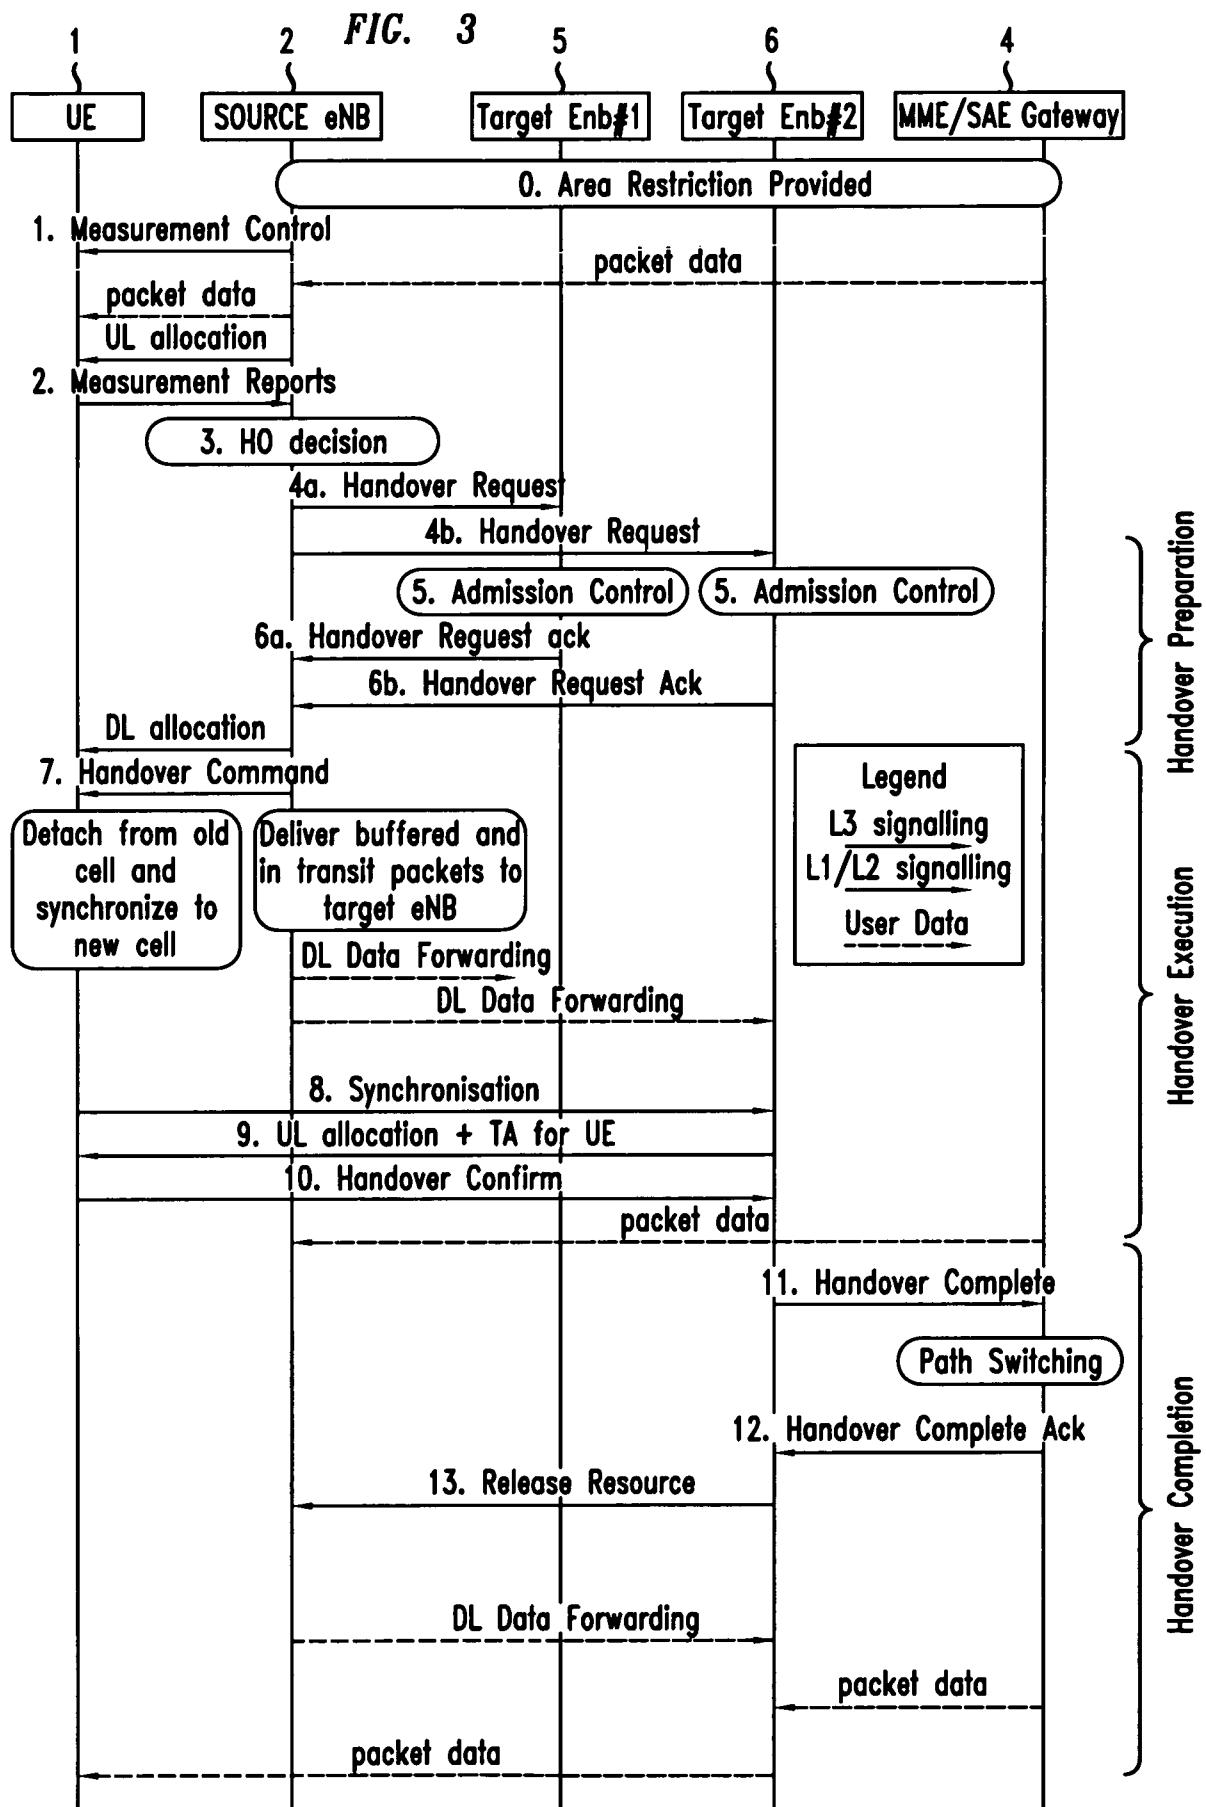 FIG. 3
1 2 5 6 4
UE
SOURCE eNB
Target Enb#1
Target Enb#2
MME/SAE Gateway
0. Area Restriction Provided
1. Measurement Control
packet data
packet data
UL allocation
2. Measurement Reports
3. HO decision
4a. Handover Request
4b. Handover Request
5. Admission Control
5. Admission Control
6a. Handover Reguest ack
6b. Handover Request Ack
DL allocation
Handover Preparation
7. Handover Command
Legend
L3 signalling
L1/L2 signalling
User Data
Detach from old
cell and
synchronize to
new cell
Deliver buffered and
in transit packets to
target eNB
DL Data Forwarding
DL Data Forwarding
8. Synchronisation
9. UL allocation + TA for UE
10. Handover Confirm
packet data
Handover Execution
11. Handover Complete
Path Switching
12. Handover Complete Ack
13. Release Resource
DL Data Forwarding
packet data
packet data
Handover Completion